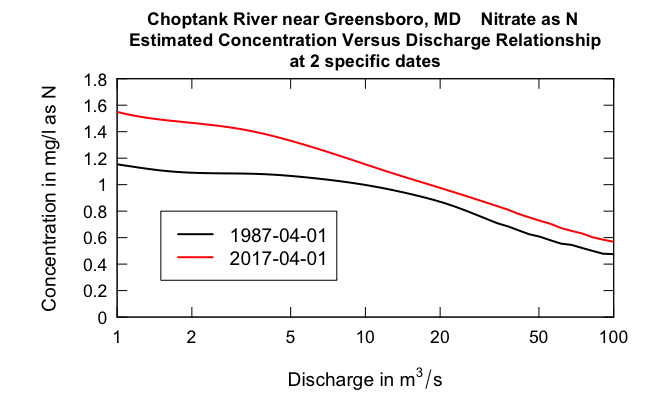 Choptank River near Greensboro, MD Nitrate as N
Estimated Concentration Versus Discharge Relationship
at 2 specific dates
Concentration in mg/l as N
1.8
1.6
1.4
1.2
1
0.8
0.6
0.4
0.2
0
1987-04-01
2017-04-01
1 2 5 10 20 50 100
Discharge in m³/s